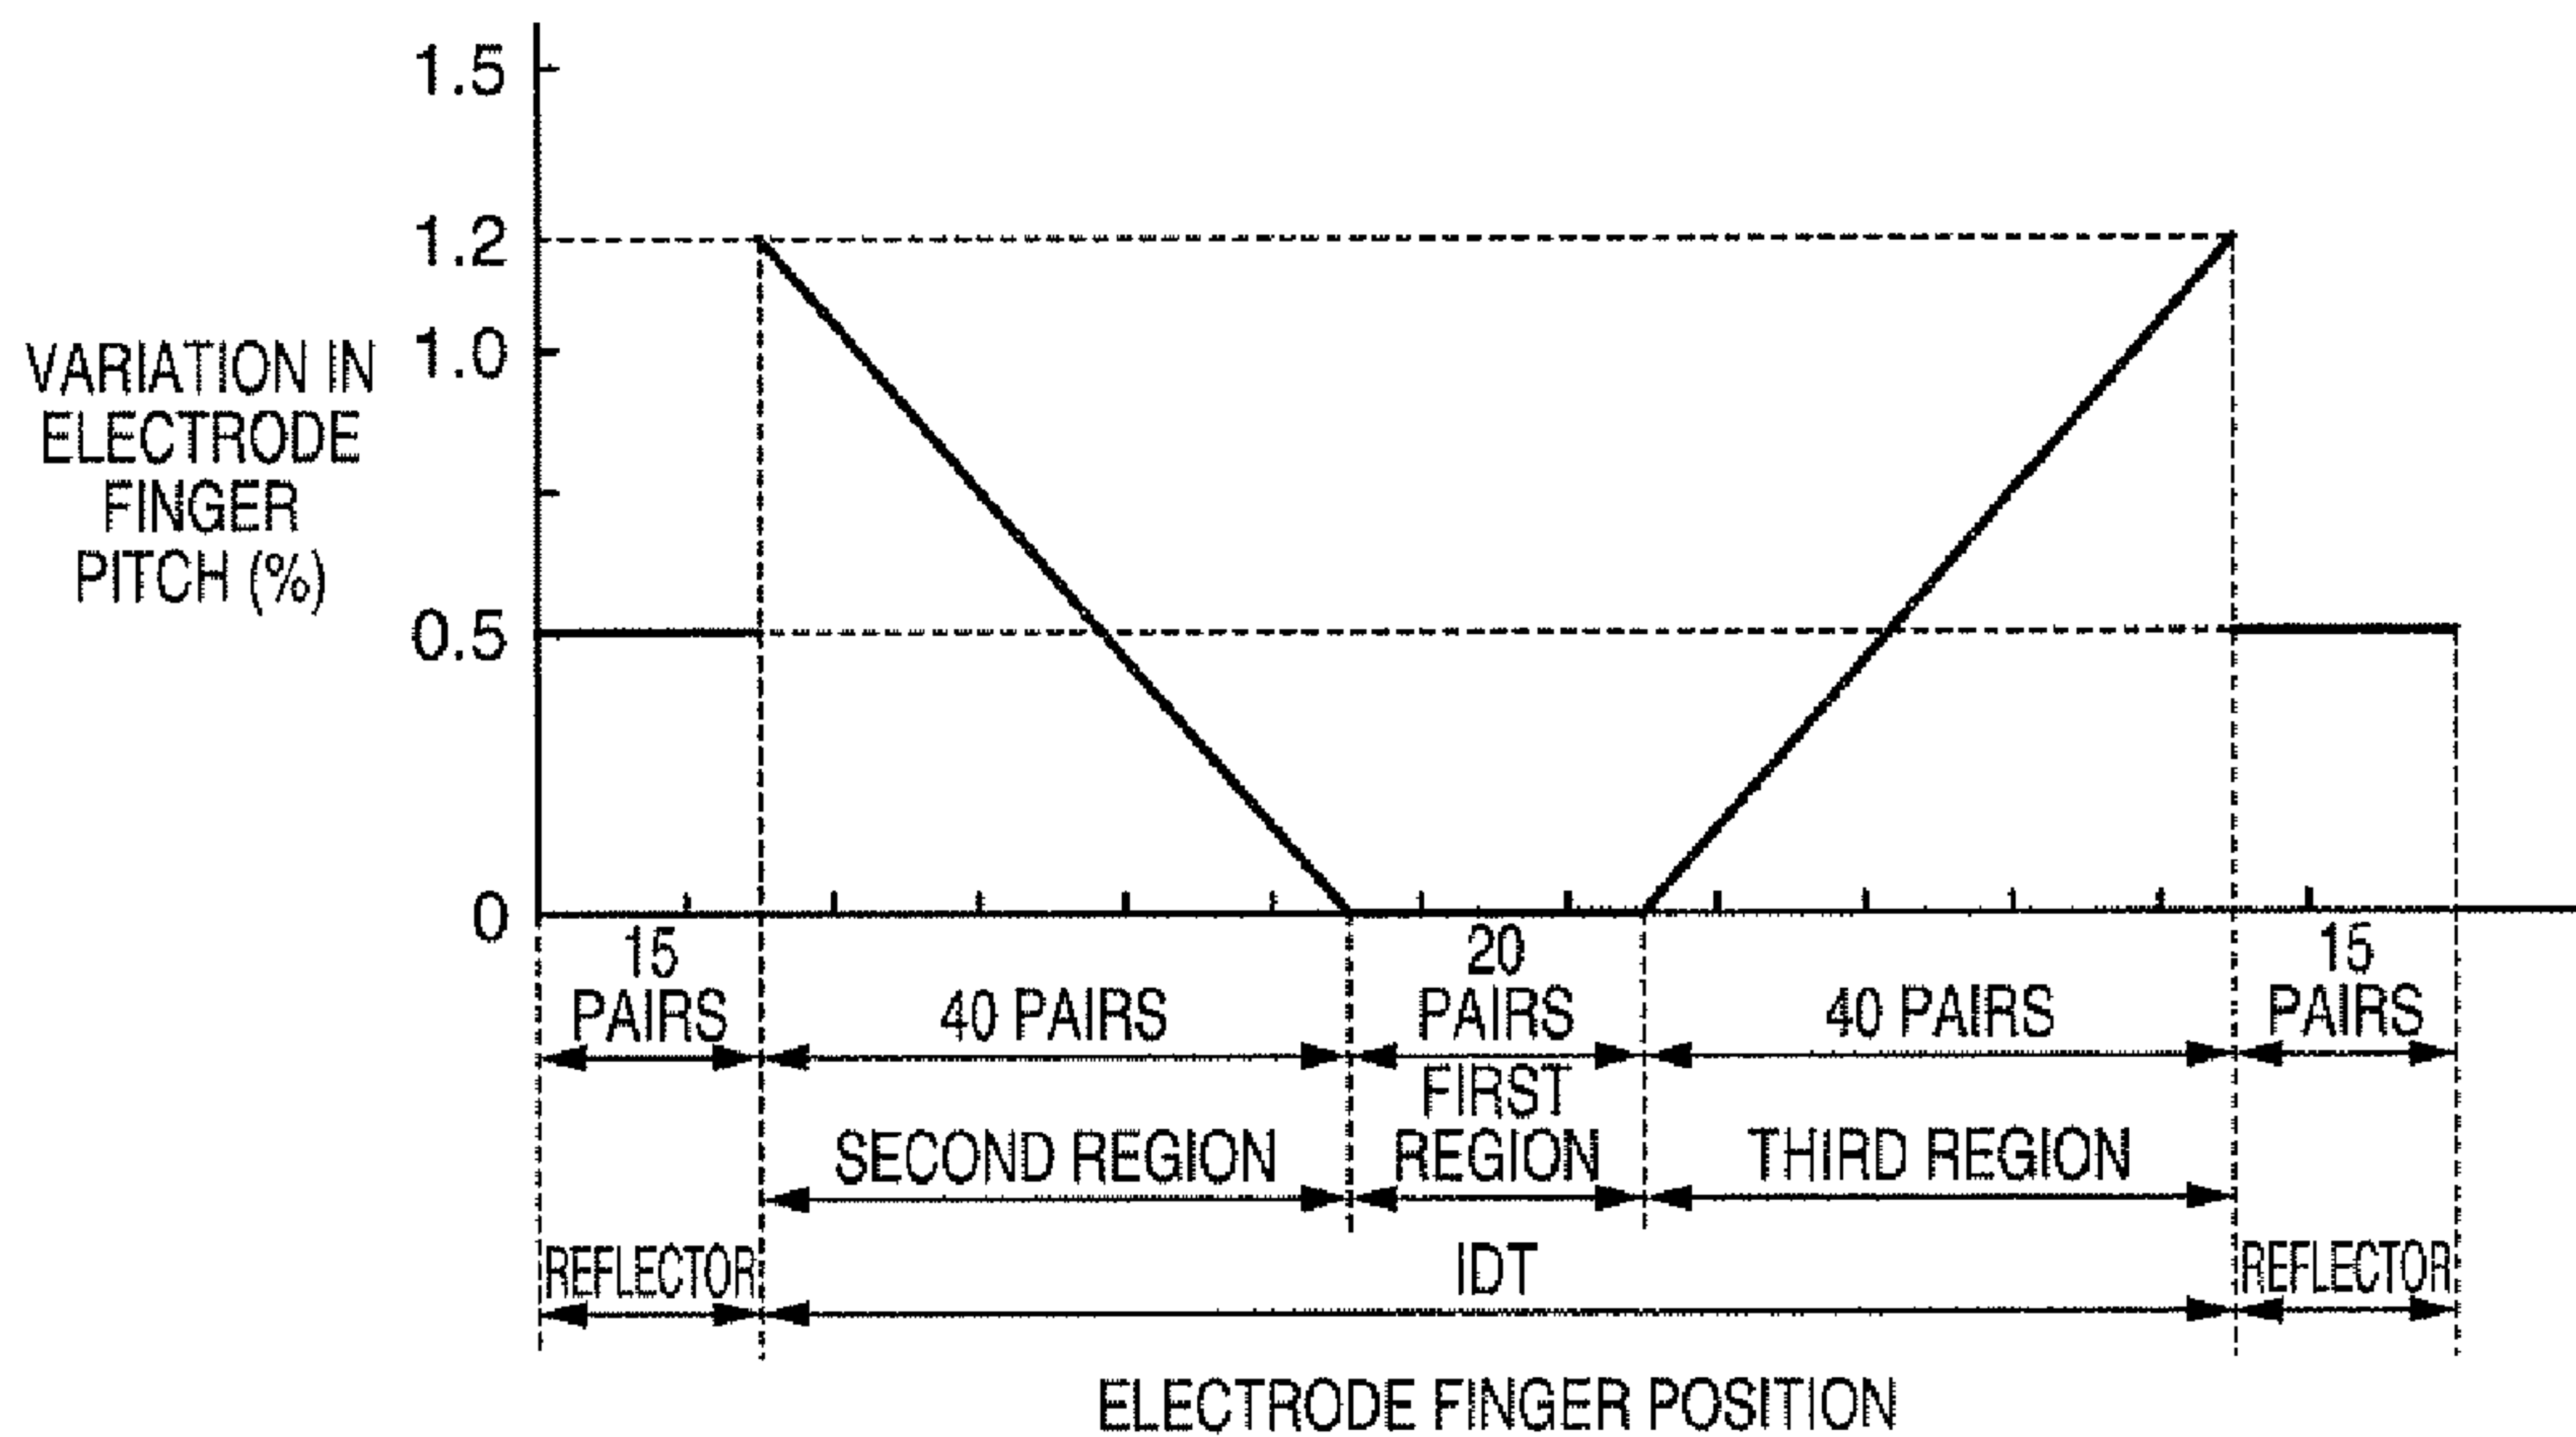 1.5
1.2
1.0
0.5
0
VARIATION IN
ELECTRODE
FINGER
PITCH (%)
15
PAIRS
40 PAIRS
20
PAIRS
40 PAIRS
15
PAIRS
SECOND REGION
FIRST
REGION
THIRD REGION
REFLECTOR
IDT
REFLECTOR
ELECTRODE FINGER POSITION